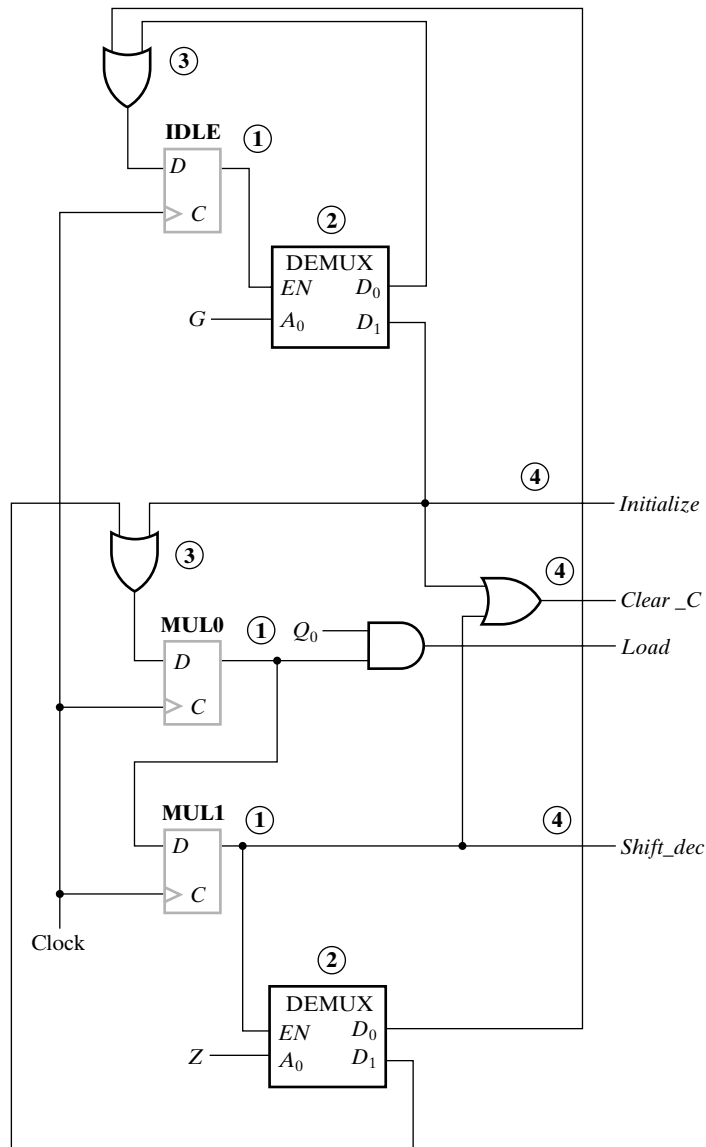 ③
IDLE
①
D
C
②
DEMUX
EN D₀
G A₀ D₁
④
Initialize
③
④
Clear _C
MUL0
①
Q₀
Load
D
C
MUL1
①
④
D
Shift_dec
C
Clock
②
DEMUX
EN D₀
Z A₀ D₁